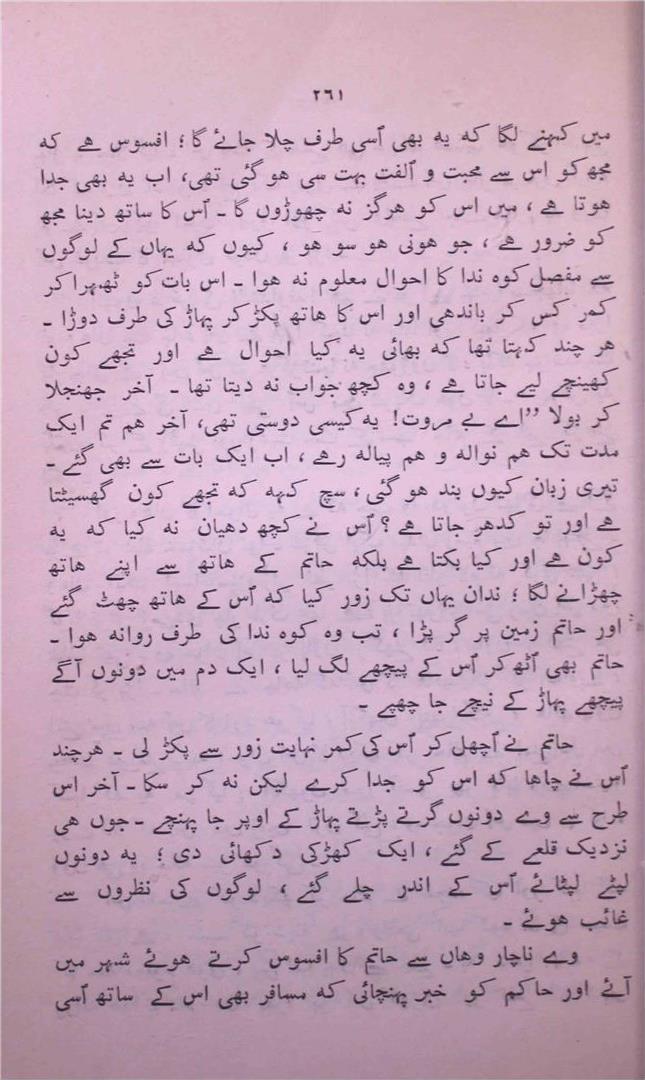 ۲۶۱
میں کہنے لگا کہ یہ بھی اُسی طرف چلا جائے گا ؛ افسوس ہے کہ
مجھ کو اس سے محبت و اُلفت بہت سی ہو گئی تھی، اب یہ بھی جدا
ہوتا ہے ، میں اس کو ہرگز نہ چھوڑوں گا ۔ اُس کا ساتھ دینا مجھ
کو ضرور ہے ، جو ہونی ہو سو ہو ، کیوں کہ یہاں کے لوگوں
سے مفصل کوہ ندا کا احوال معلوم نہ ہوا ۔ اس بات کو ٹھہرا کر
کمر کس کر باندھی اور اس کا ہاتھ پکڑ کر پہاڑ کی طرف دوڑا ۔
ہر چند کہتا تھا کہ بھائی یہ کیا احوال ہے اور تجھے کون
کھینچے لیے جاتا ہے ، وہ کچھ جواب نہ دیتا تھا ۔ آخر جھنجلا
کر بولا ”اے بے مروت! یہ کیسی دوستی تھی، آخر ہم تم ایک
مدت تک ہم نوالہ و ہم پیالہ رہے ، اب ایک بات سے بھی گئے ۔
تیری زبان کیوں بند ہو گئی ، سچ کہہ کہ تجھے کون گھسیٹتا
ہے اور تو کدھر جاتا ہے ؟ اُس نے کچھ دھیان نہ کیا کہ یہ
کون ہے اور کیا بکتا ہے بلکہ حاتم کے ہاتھ سے اپنے ہاتھ
چھڑانے لگا ؛ ندان یہاں تک زور کیا کہ اُس کے ہاتھ چھٹ گئے
اور حاتم زمین پر گر پڑا ، تب وہ کوہ ندا کی طرف روانہ ہوا ۔
حاتم بھی اُٹھ کر اُس کے پیچھے لگ لیا ، ایک دم میں دونوں آگے
پیچھے پہاڑ کے نیچے جا چھپے ۔
حاتم نے اُچھل کر اُس کی کمر نہایت زور سے پکڑ لی ۔ ہرچند
اُس نے چاہا کہ اس کو جدا کرے لیکن نہ کر سکا ۔ آخر اس
طرح سے وے دونوں گرتے پڑتے پہاڑ کے اوپر جا پہنچے ۔ جوں ہی
نزدیک قلعے کے گئے ، ایک کھڑکی دکھائی دی ؛ یہ دونوں
لپٹے لپٹائے اُس کے اندر چلے گئے ، لوگوں کی نظروں سے
غائب ہوئے ۔
وے ناچار وہاں سے حاتم کا افسوس کرتے ہوئے شہر میں
آئے اور حاکم کو خبر پہنچائی کہ مسافر بھی اس کے ساتھ اُسی